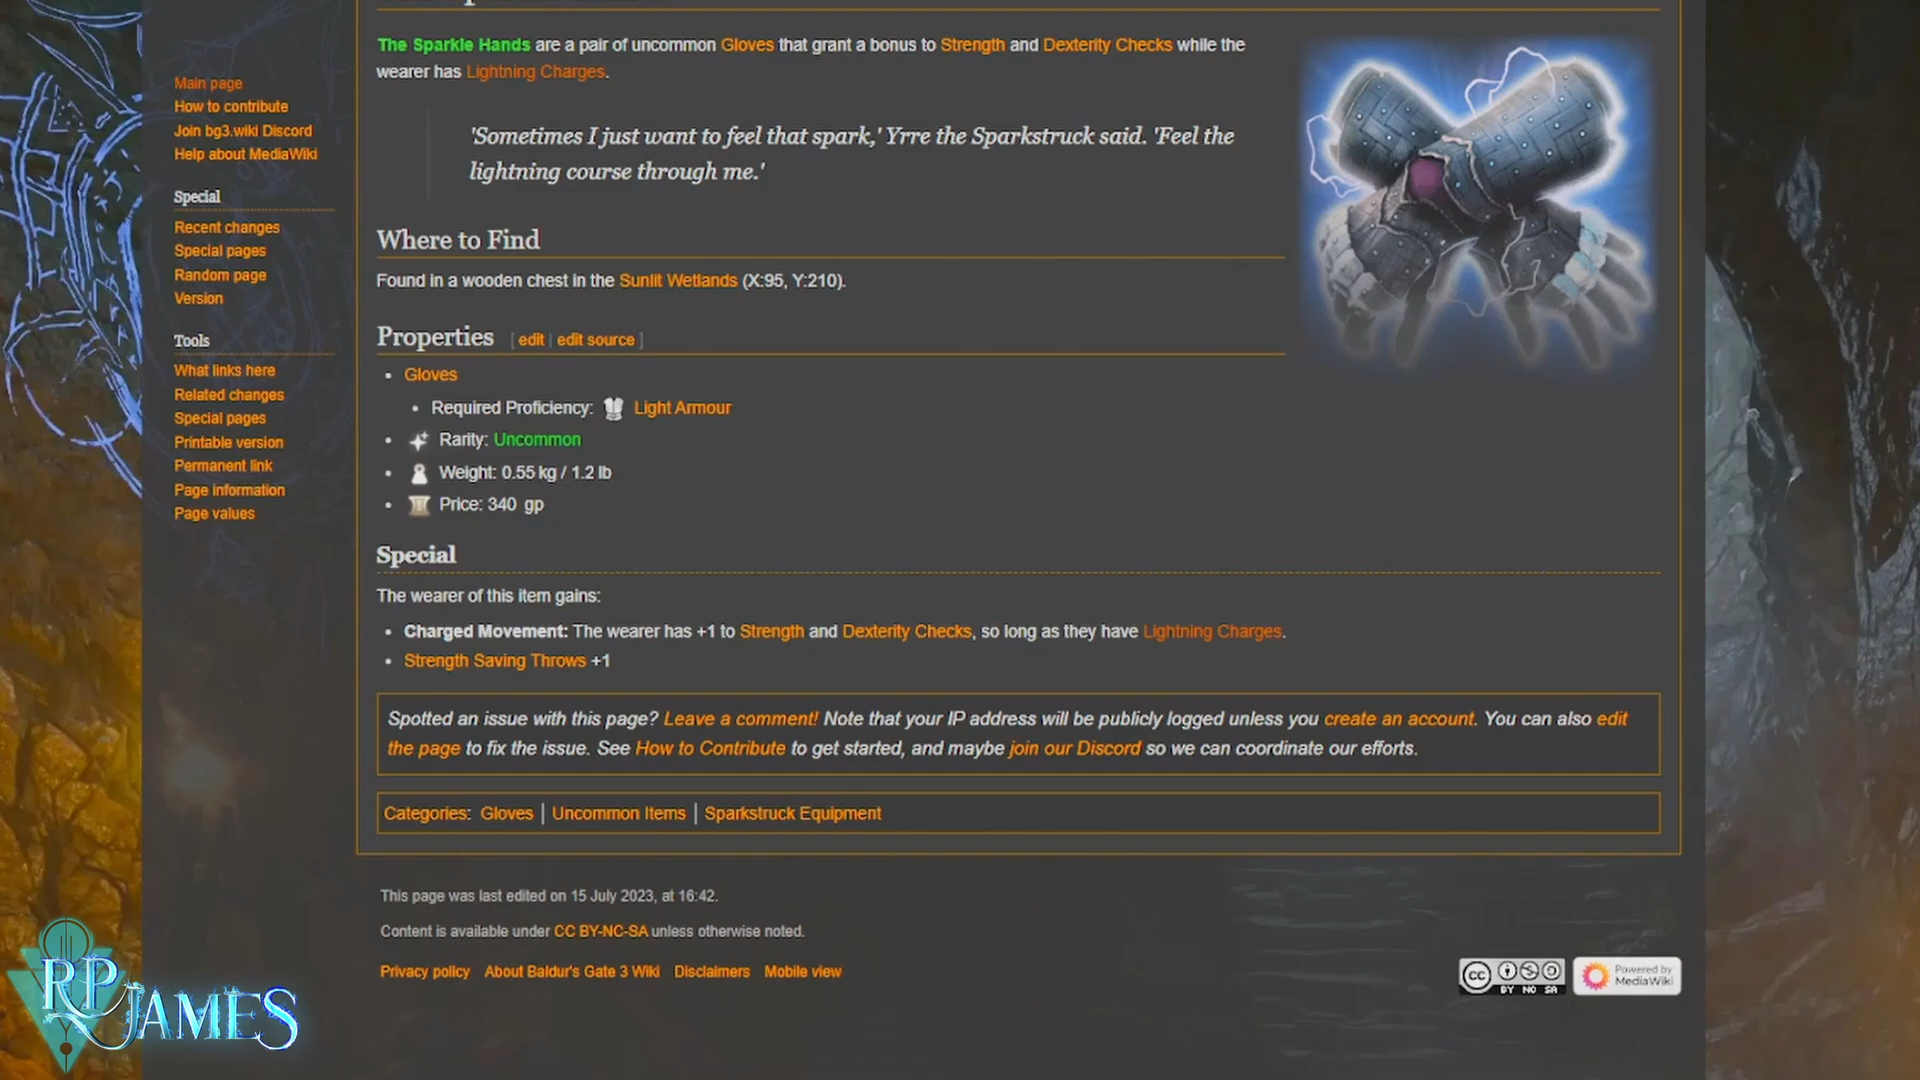 The Sparkle Hands are a pair of uncommon Gloves that grant a bonus to Strength and Dexterity Checks while the
wearer has Lightning Charges.
'Sometimes I just want to feel that spark,' Yrre the Sparkstruck said. 'Feel the
lightning course through me.'
Where to Find
Found in a wooden chest in the Sunlit Wetlands (X:95, Y:210).
Properties [ edit | edit source ]
Gloves
Required Proficiency: Light Armour
Rarity: Uncommon
Weight: 0.55 kg / 1.2 lb
Price: 340 gp
Special
The wearer of this item gains:
Charged Movement: The wearer has +1 to Strength and Dexterity Checks, so long as they have Lightning Charges.
Strength Saving Throws +1
Spotted an issue with this page? Leave a comment! Note that your IP address will be publicly logged unless you create an account. You can also edit
the page to fix the issue. See How to Contribute to get started, and maybe join our Discord so we can coordinate our efforts.
Categories: Gloves | Uncommon Items | Sparkstruck Equipment
Main page
How to contribute
Join bg3.wiki Discord
Help about MediaWiki
Special
Recent changes
Special pages
Random page
Version
Tools
What links here
Related changes
Special pages
Printable version
Permanent link
Page information
Page values
This page was last edited on 15 July 2023, at 16:42.
Content is available under CC BY-NC-SA unless otherwise noted.
Privacy policy About Baldur's Gate 3 Wiki Disclaimers Mobile view
CC BY NC SA
Powered by
MediaWiki
RP
JAMES